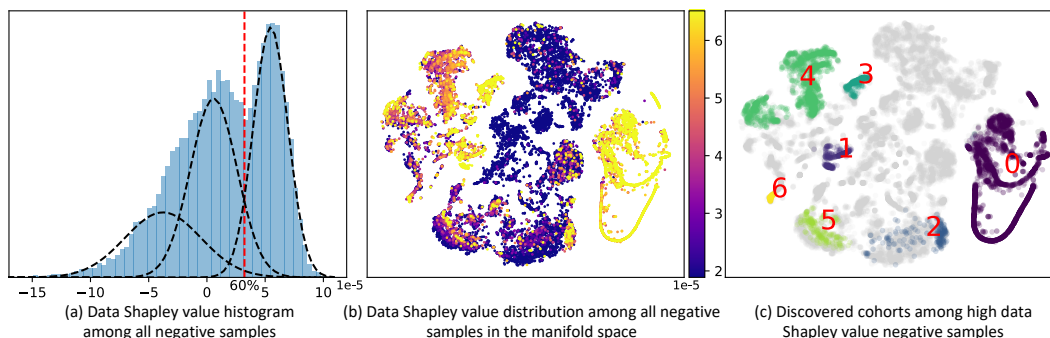 6
5
4
3
2
−15
−10
−5
0
60%
5
10
1e-5
1e-5
4
3
1
0
6
5
2
(a) Data Shapley value histogram
among all negative samples
(b) Data Shapley value distribution among all negative
samples in the manifold space
(c) Discovered cohorts among high data
Shapley value negative samples